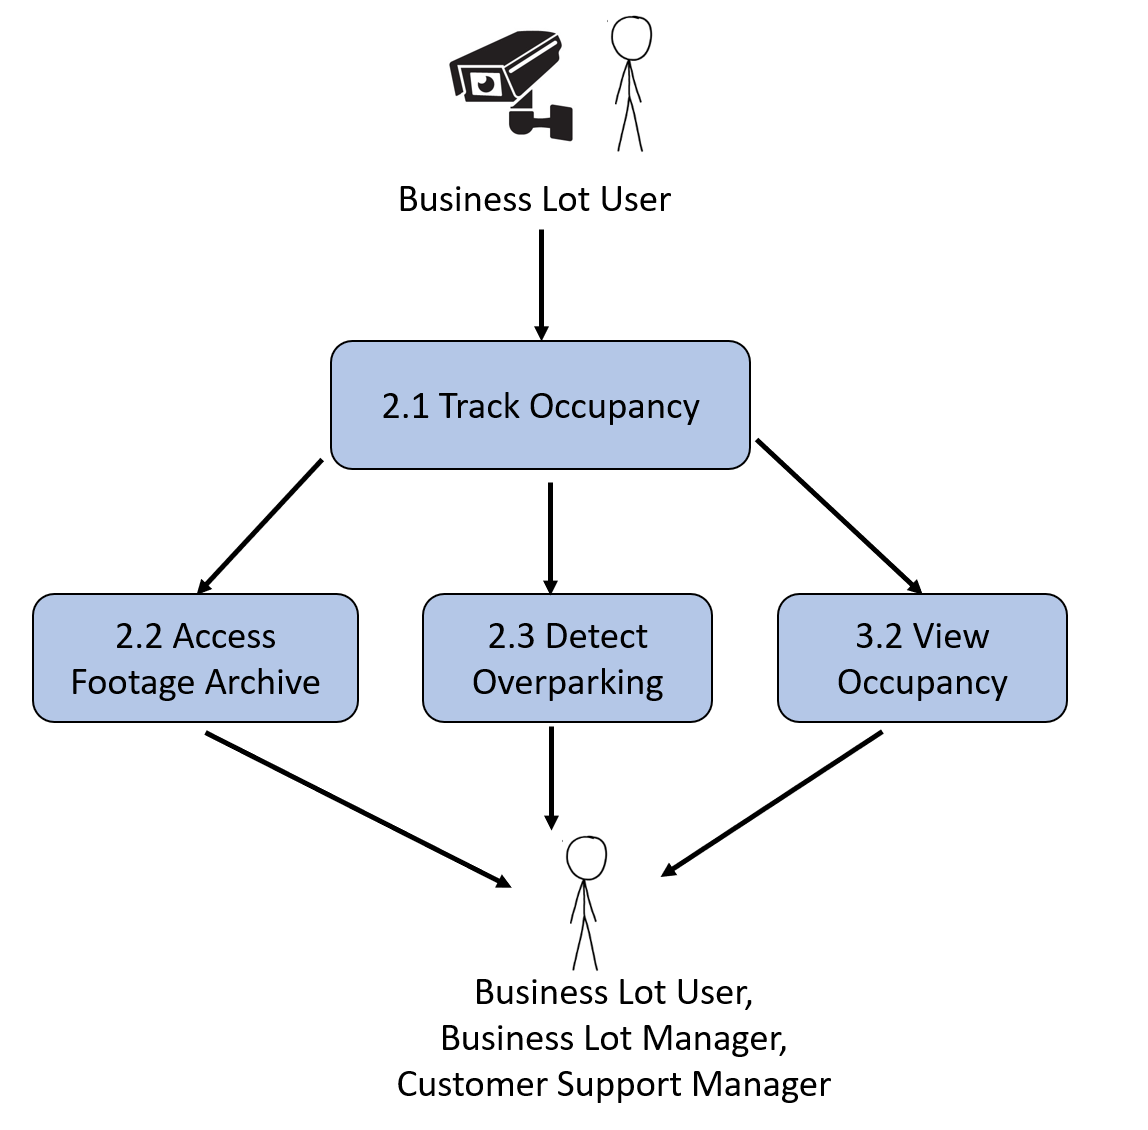 Business Lot User
2.1 Track Occupancy
2.2 Access
Footage Archive
2.3 Detect
Overparking
3.2 View
Occupancy
Business Lot User,
Business Lot Manager,
Customer Support Manager